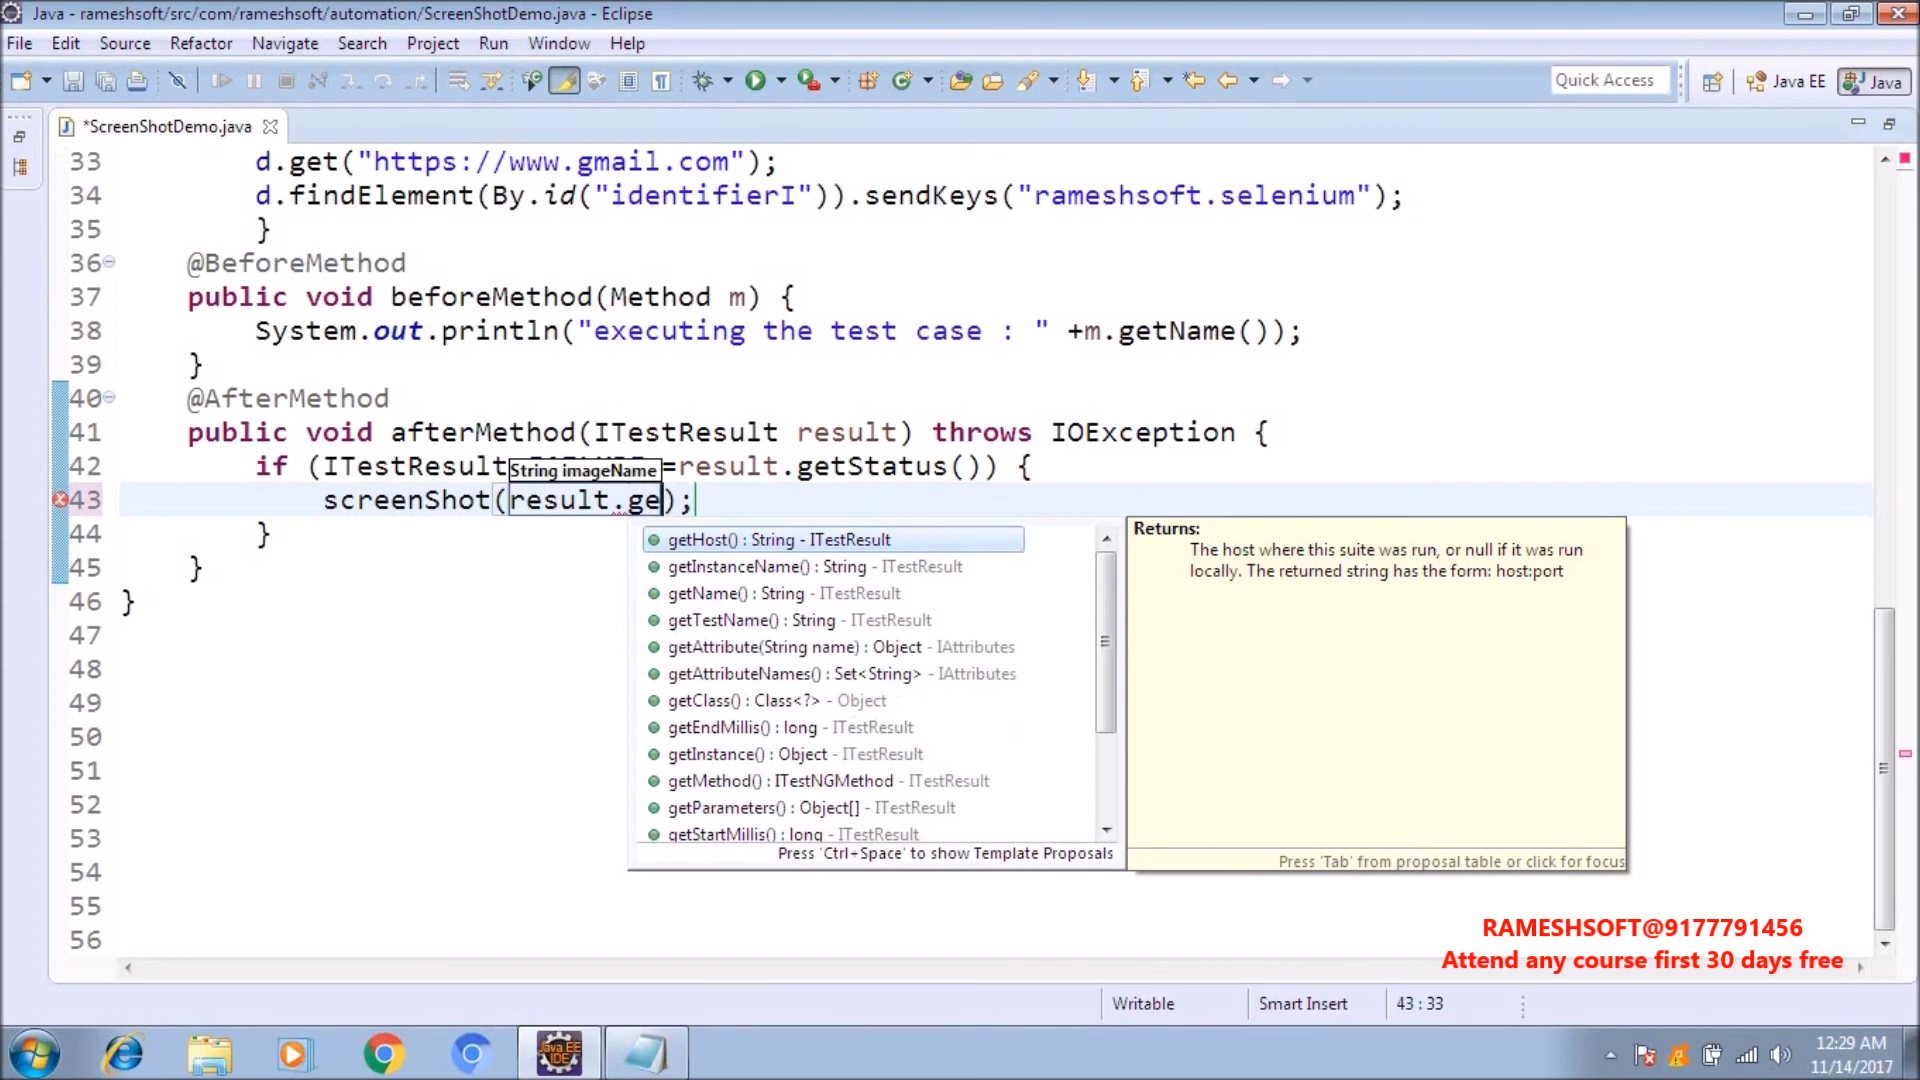 Java - rameshsoft/src/com/rameshsoft/automation/ScreenShotDemo.java - Eclipse
File Edit Source Refactor Navigate Search Project Run Window Help
Quick Access
Java EE
Java
*ScreenShotDemo.java
33 d.get("https://www.gmail.com");
34 d.findElement(By.id("identifierI")).sendKeys("rameshsoft.selenium");
35 }
36 @BeforeMethod
37 public void beforeMethod(Method m) {
38 System.out.println("executing the test case : " +m.getName());
39 }
40 @AfterMethod
41 public void afterMethod(ITestResult result) throws IOException {
42 if (ITestResult =result.getStatus()) {
String imageName
43 screenShot(result.ge);
44 }
45 }
46 }
47
48
49
50
51
52
53
54
55
56
getHost() : String - ITestResult
getInstanceName() : String - ITestResult
getName() : String - ITestResult
getTestName() : String - ITestResult
getAttribute(String name) : Object - IAttributes
getAttributeNames() : Set<String> - IAttributes
getClass() : Class<?> - Object
getEndMillis() : long - ITestResult
getInstance() : Object - ITestResult
getMethod() : ITestNGMethod - ITestResult
getParameters() : Object[] - ITestResult
getStartMillis() : long - ITestResult
Press 'Ctrl+Space' to show Template Proposals
Returns:
The host where this suite was run, or null if it was run
locally. The returned string has the form: host:port
Press 'Tab' from proposal table or click for focus
RAMESHSOFT@9177791456
Attend any course first 30 days free
Writable Smart Insert 43 : 33
Java EE
IDE
12:29 AM
11/14/2017